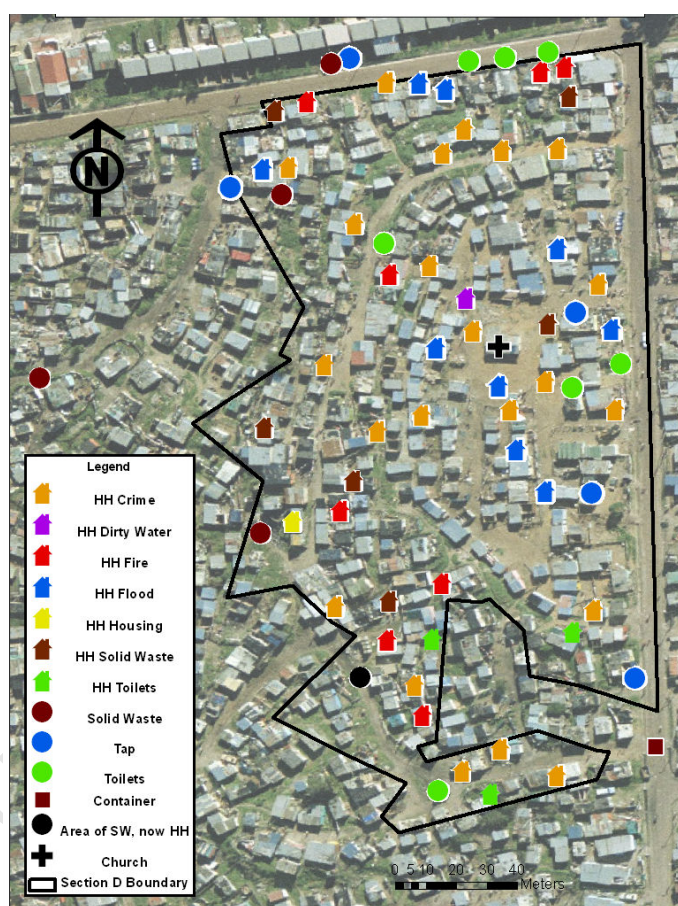 N
Legend
HH Crime
HH Dirty Water
HH Fire
HH Flood
HH Housing
HH Solid Waste
HH Toilets
Solid Waste
Tap
Toilets
Container
Area of SW, now HH
Church
Section D Boundary
0 5 10 20 30 40
Meters